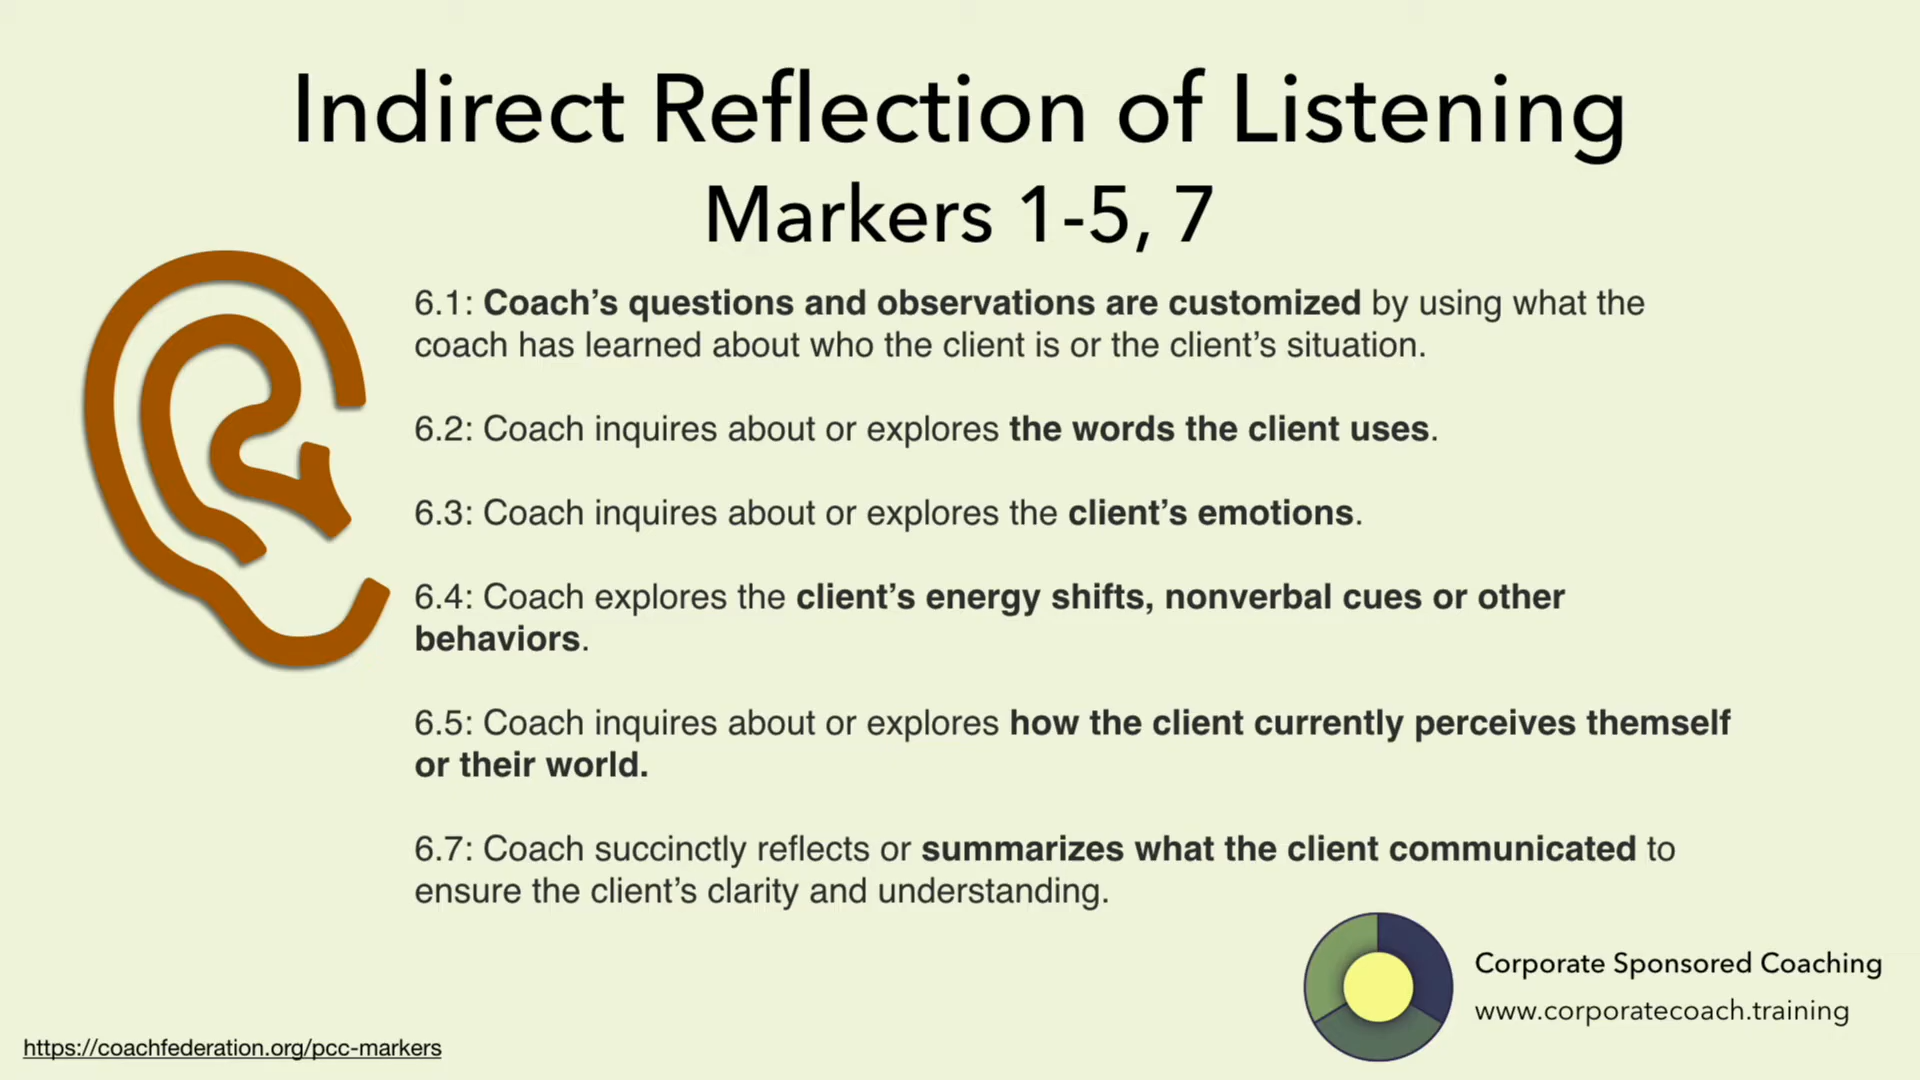 Indirect Reflection of Listening
Markers 1-5, 7
6.1: Coach’s questions and observations are customized by using what the
coach has learned about who the client is or the client’s situation.
6.2: Coach inquires about or explores the words the client uses.
6.3: Coach inquires about or explores the client’s emotions.
6.4: Coach explores the client’s energy shifts, nonverbal cues or other
behaviors.
6.5: Coach inquires about or explores how the client currently perceives themself
or their world.
6.7: Coach succinctly reflects or summarizes what the client communicated to
ensure the client’s clarity and understanding.
Corporate Sponsored Coaching
www.corporatecoach.training
https://coachfederation.org/pcc-markers